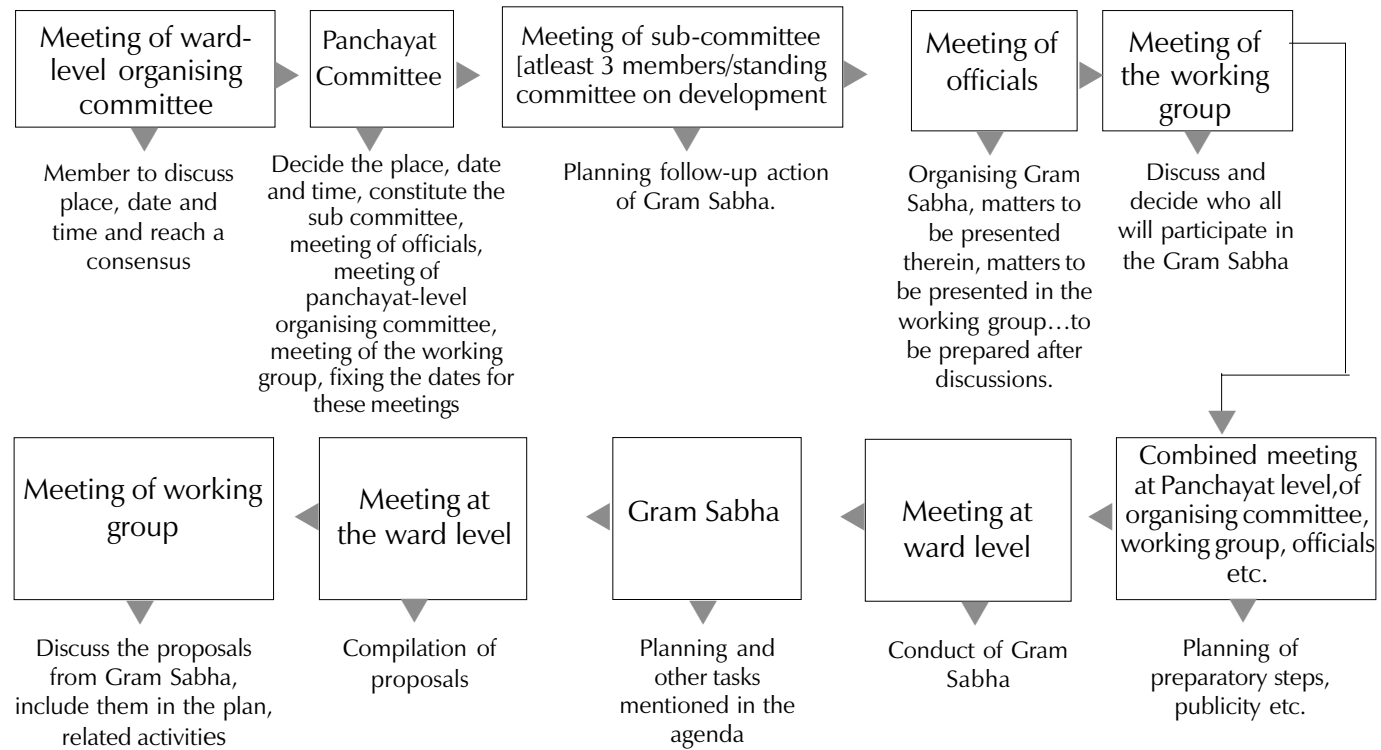 Meeting of ward-
level organising
committee
Panchayat
Committee
Meeting of sub-committee
[atleast 3 members/standing
committee on development
Meeting of
officials
Meeting of
the working
group
Member to discuss
place, date and
time and reach a
consensus
Decide the place, date
and time, constitute the
sub committee,
meeting of officials,
meeting of
panchayat-level
organising committee,
meeting of the working
group, fixing the dates for
these meetings
Planning follow-up action
of Gram Sabha.
Organising Gram
Sabha, matters to
be presented
therein, matters to
be presented in the
working group...to
be prepared after
discussions.
Discuss and
decide who all
will participate in
the Gram Sabha
Combined meeting
at Panchayat level,of
organising committee,
working group, officials
etc.
Meeting at
ward level
Gram Sabha
Meeting at
the ward level
Meeting of working
group
Planning of
preparatory steps,
publicity etc.
Conduct of Gram
Sabha
Planning and
other tasks
mentioned in the
agenda
Compilation of
proposals
Discuss the proposals
from Gram Sabha,
include them in the plan,
related activities